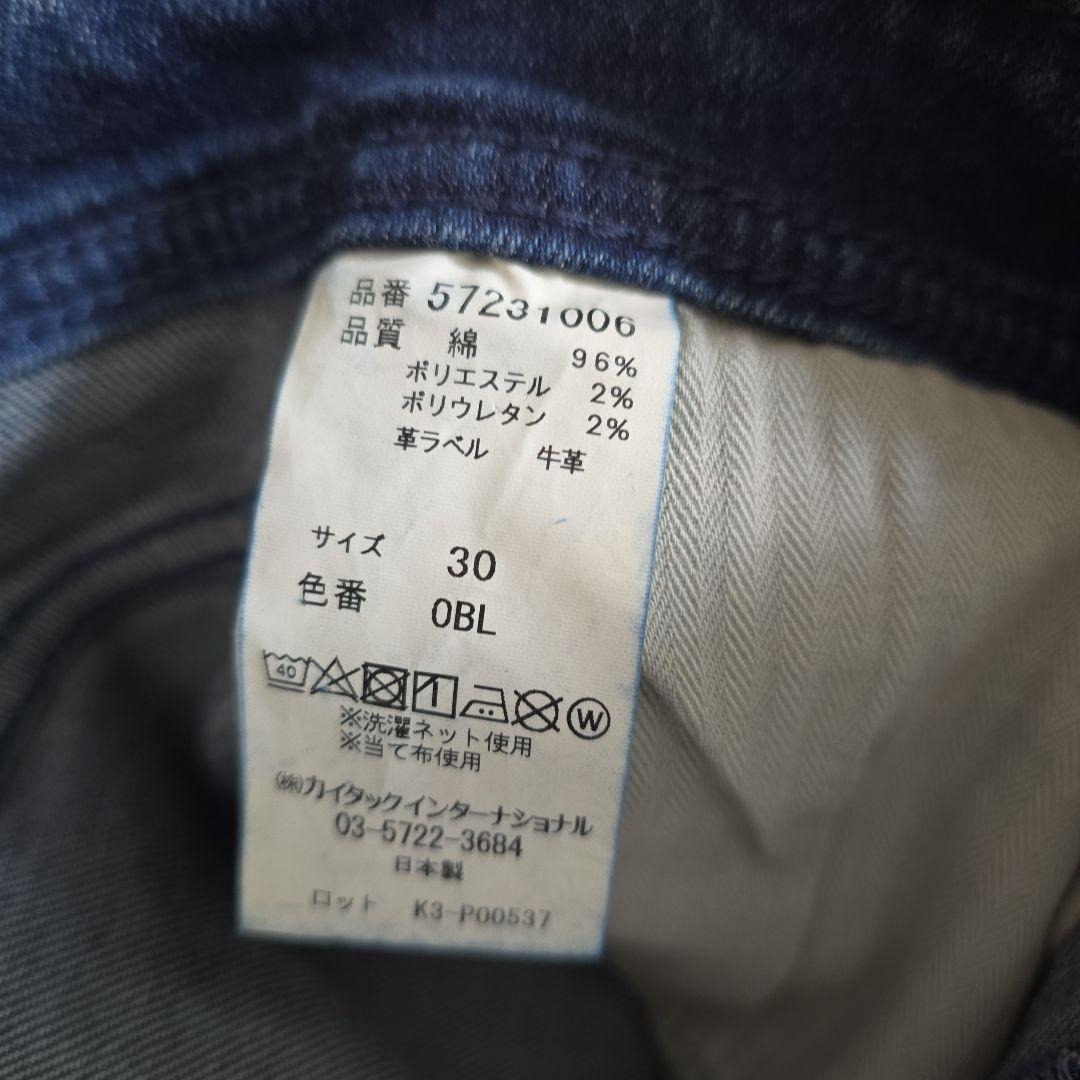 品番 57231006
品質 綿 96%
ポリエステル 2%
ポリウレタン 2%
革ラベル 牛革
サイズ 30
色番 0BL
40 W
※洗濯ネット使用
※当て布使用
㈱カイタックインターナショナル
03-5722-3684
日本製
ロット K3-P00537